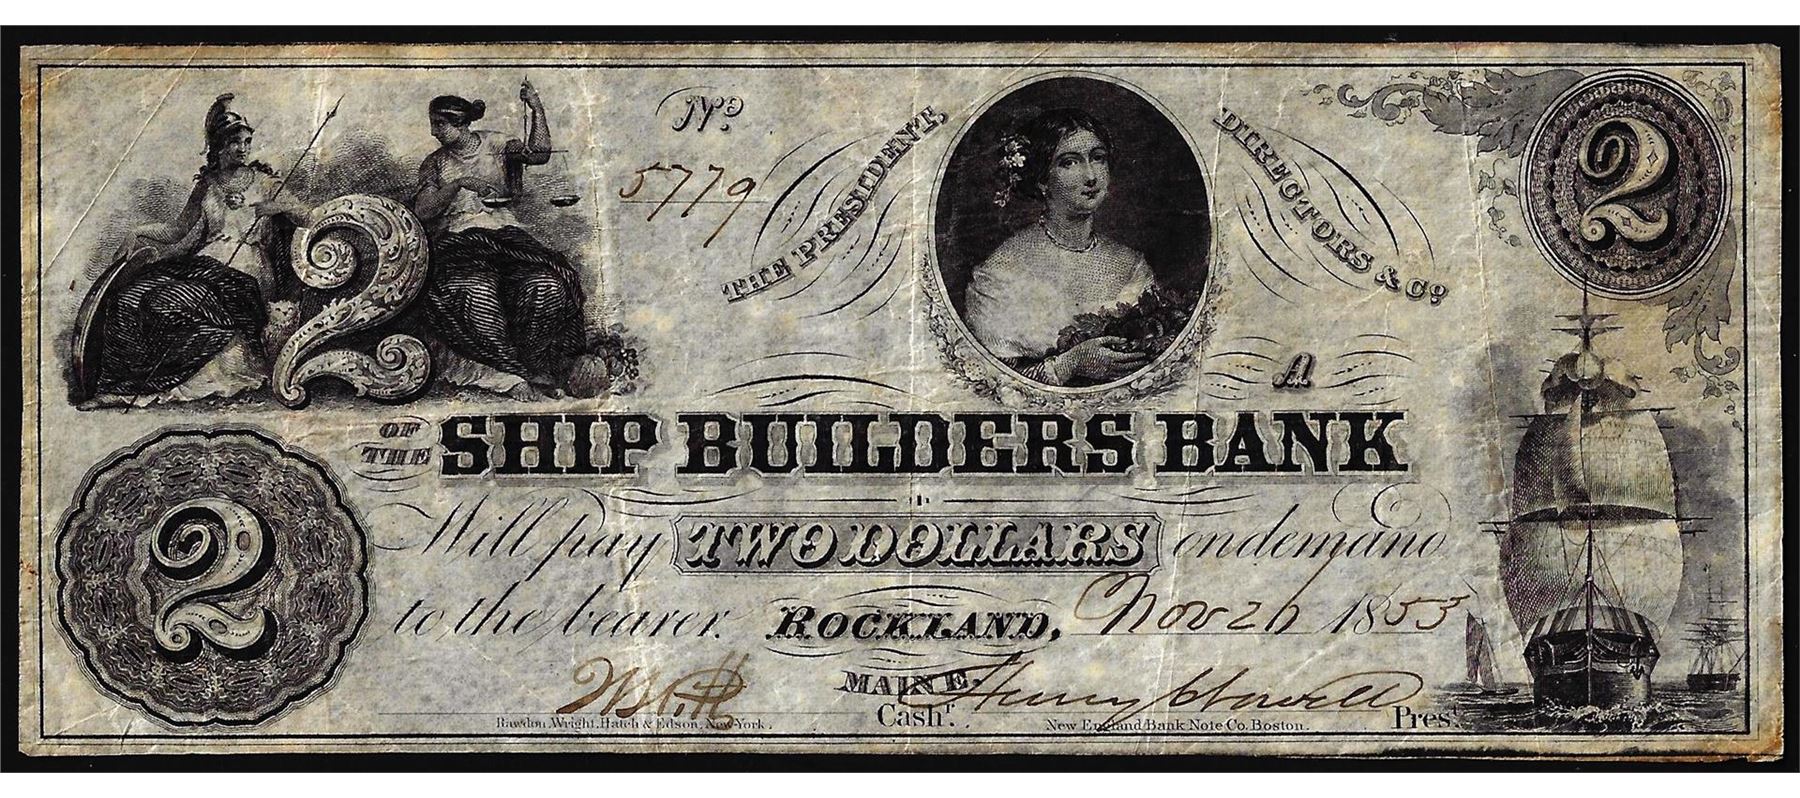 No 5779
THE PRESIDENT, DIRECTORS & Co
2
2
A
OF THE SHIP BUILDERS BANK
2
Will pay TWO DOLLARS on demand
to the bearer. ROCKLAND, Nov 26 1853
MAINE.
Cashr. Prest.
Rawdon, Wright, Hatch & Edson, New-York. New England Bank Note Co. Boston.